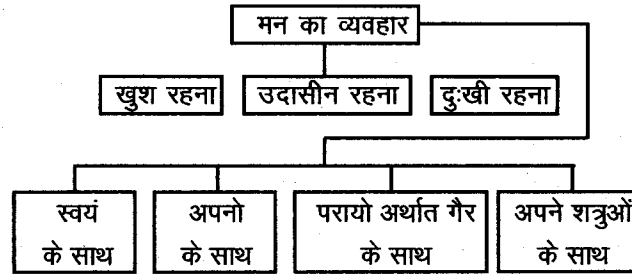 मन का व्यवहार
खुश रहना
उदासीन रहना
दुःखी रहना
स्वयं
के साथ
अपनो
के साथ
परायो अर्थात गैर
के साथ
अपने शत्रुओं
के साथ